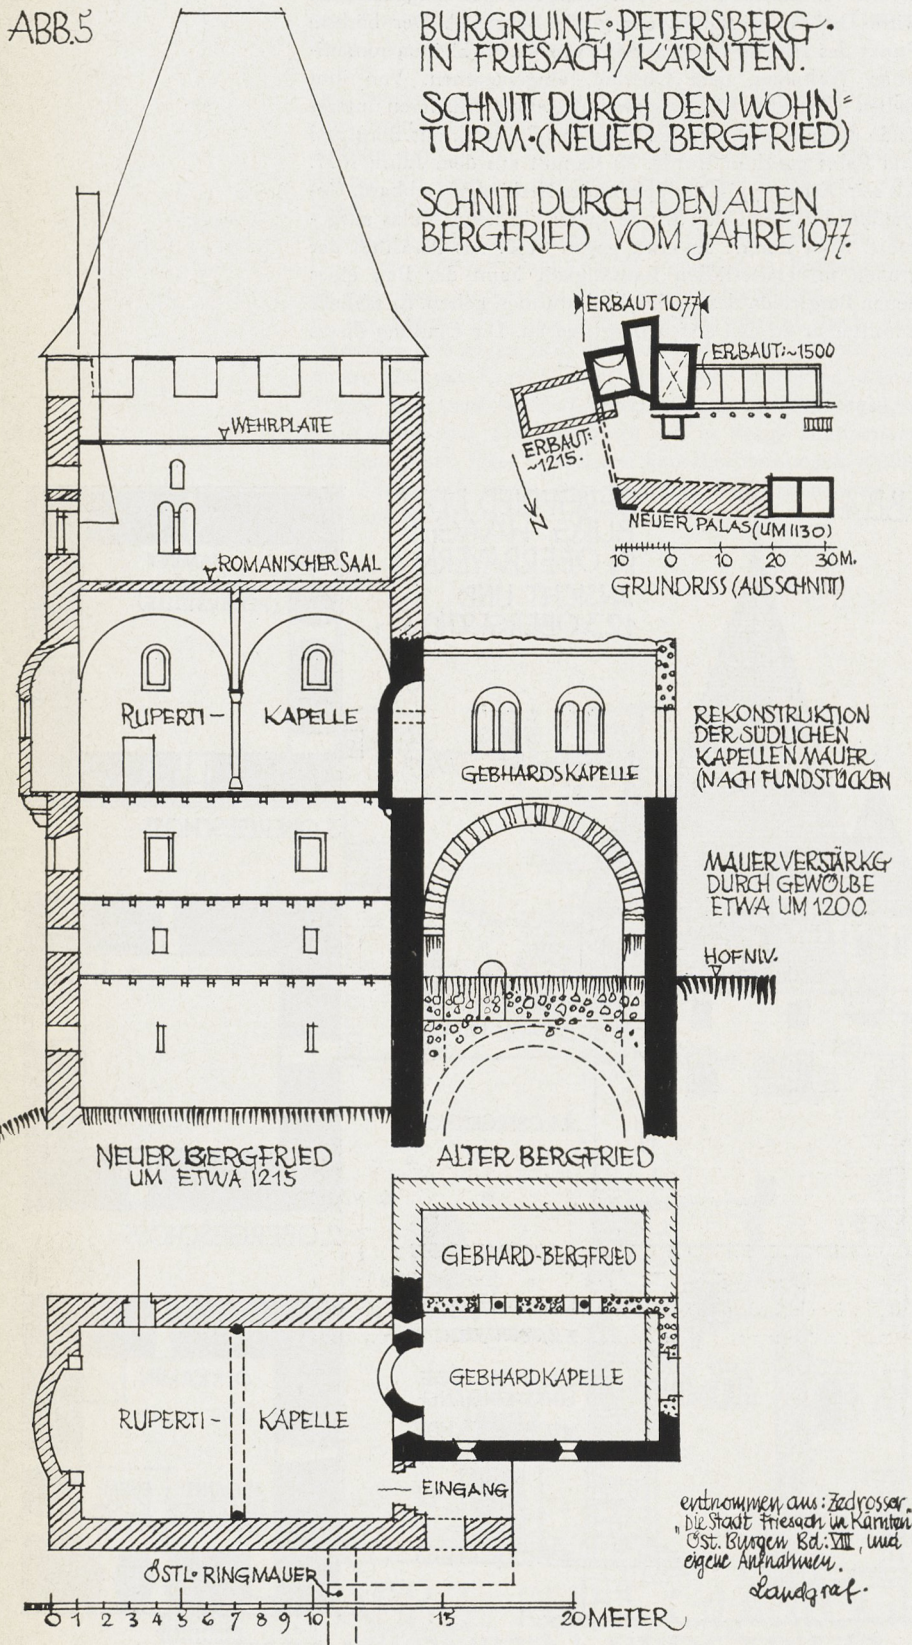 ABB.5
BURGRUINE·PETERSBERG·
IN FRIESACH/KÄRNTEN.
SCHNITT DURCH DEN WOHN=
TURM·(NEUER BERGFRIED)
SCHNITT DURCH DEN ALTEN
BERGFRIED VOM JAHRE 1077.
ERBAUT 1077
ERBAUT:~1500
ERBAUT:
~1215.
N
NEUER PALAS (UM 1130)
10 0 10 20 30M.
GRUNDRISS (AUSSCHNITT)
WEHRPLATTE
ROMANISCHER SAAL
RUPERTI- KAPELLE
GEBHARDSKAPELLE
REKONSTRUKTION
DER SÜDLICHEN
KAPELLENMAUER
(NACH FUNDSTÜCKEN
MAUERVERSTÄRKG
DURCH GEWÖLBE
ETWA UM 1200.
HOFNIV.
NEUER BERGFRIED
UM ETWA 1215
ALTER BERGFRIED
GEBHARD-BERGFRIED
GEBHARDKAPELLE
RUPERTI- KAPELLE
EINGANG
ÖSTL·RINGMAUER
0 1 2 3 4 5 6 7 8 9 10 15 20 METER
entnommen aus: Zedrosser.
"Die Stadt Friesach in Kärnten
Öst. Burgen Bd: VIII, und
eigene Aufnahmen.
Landgraf.